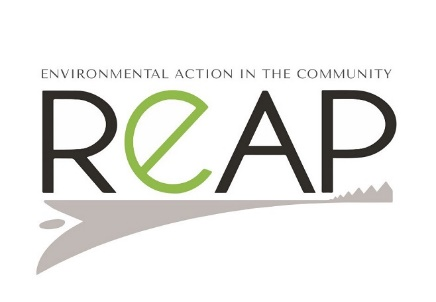 ENVIRONMENTAL ACTION IN THE COMMUNITY
ReAP